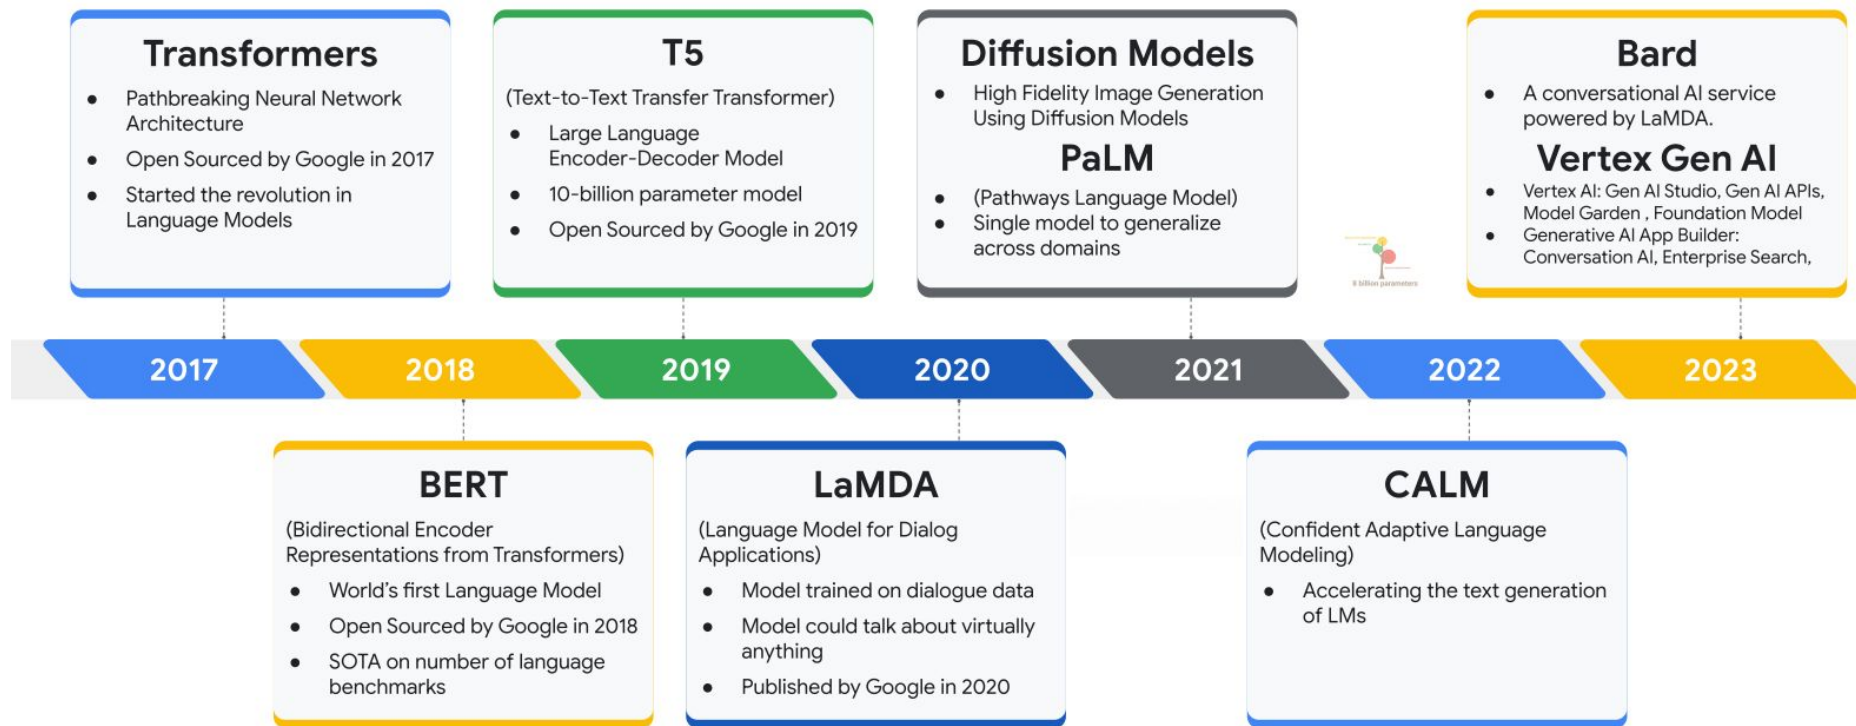 Transformers
● Pathbreaking Neural Network
Architecture
● Open Sourced by Google in 2017
● Started the revolution in
Language Models
T5
(Text-to-Text Transfer Transformer)
● Large Language
Encoder-Decoder Model
● 10-billion parameter model
● Open Sourced by Google in 2019
Diffusion Models
● High Fidelity Image Generation
Using Diffusion Models
PaLM
● (Pathways Language Model)
● Single model to generalize
across domains
8 billion parameters
Bard
● A conversational AI service
powered by LaMDA.
Vertex Gen AI
● Vertex AI: Gen AI Studio, Gen AI APIs,
Model Garden , Foundation Model
● Generative AI App Builder:
Conversation AI, Enterprise Search,
2017
2018
2019
2020
2021
2022
2023
BERT
(Bidirectional Encoder
Representations from Transformers)
● World's first Language Model
● Open Sourced by Google in 2018
● SOTA on number of language
benchmarks
LaMDA
(Language Model for Dialog
Applications)
● Model trained on dialogue data
● Model could talk about virtually
anything
● Published by Google in 2020
CALM
(Confident Adaptive Language
Modeling)
● Accelerating the text generation
of LMs